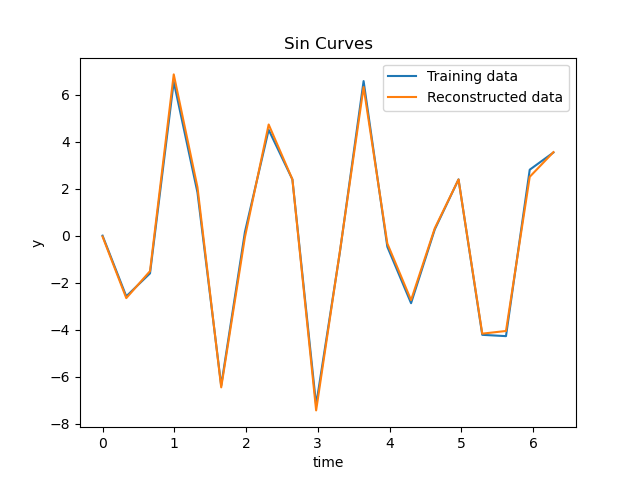 Sin Curves
Training data
Reconstructed data
6
4
2
0
−2
−4
−6
−8
y
0 1 2 3 4 5 6
time